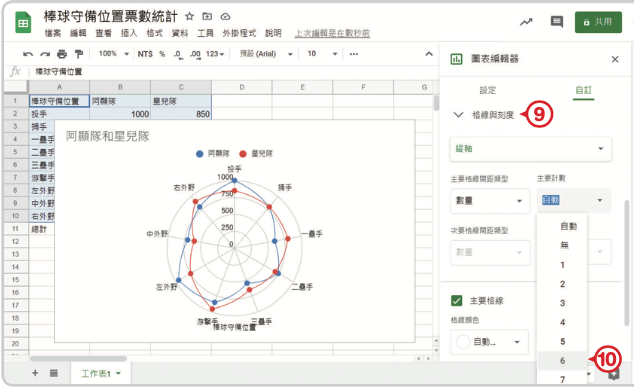 棒球守備位置票數統計
檔案 編輯 查看 插入 格式 資料 工具 外掛程式 說明 上次編輯是在數秒前
共用
100% NT$ % .0 .00 123 預設 (Arial) 10
fx 棒球守備位置
A B C D E F G
1 棒球守備位置 阿顯隊 星兒隊
2 投手 1000 850
3 捕手
4 一壘手
5 二壘手
6 三壘手
7 游擊手
8 左外野
9 中外野
10 右外野
11 總計
12
13
14
15
16
17
18
19
20
阿顯隊和星兒隊
阿顯隊 星兒隊
投手
捕手
一壘手
二壘手
三壘手
游擊手
左外野
中外野
右外野
1000
750
500
250
0
棒球守備位置
工作表1
圖表編輯器
設定 自訂
格線與刻度 9
縱軸
主要格線間距類型 主要計數
數量 自動
次要格線間距類型
數量
主要格線
格線顏色
自動...
自動
無
1
2
3
4
5
6 10
7